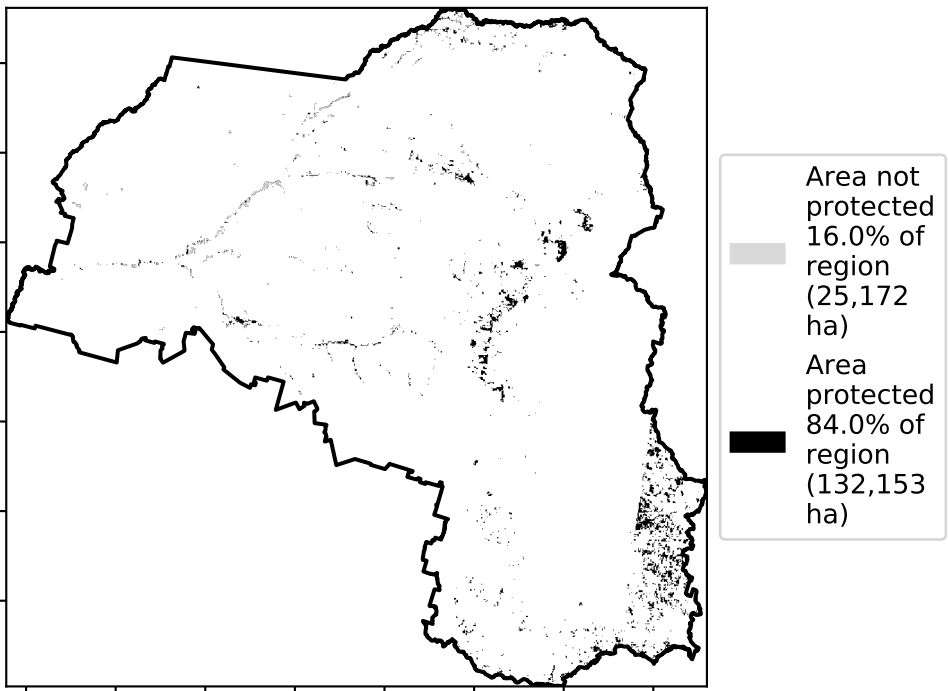 Area not
protected
16.0% of
region
(25,172
ha)
Area
protected
84.0% of
region
(132,153
ha)